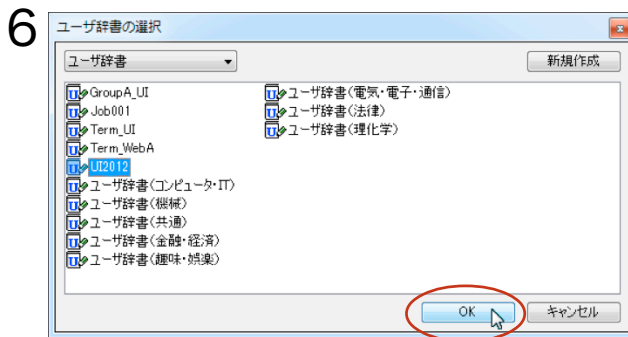 6
ユーザ辞書の選択
ユーザ辞書
新規作成
GroupA_UI
Job001
Term_UI
Term_WebA
UI2012
ユーザ辞書(コンピュータ・IT)
ユーザ辞書(機械)
ユーザ辞書(共通)
ユーザ辞書(金融・経済)
ユーザ辞書(趣味・娯楽)
ユーザ辞書(電気・電子・通信)
ユーザ辞書(法律)
ユーザ辞書(理化学)
OK
キャンセル